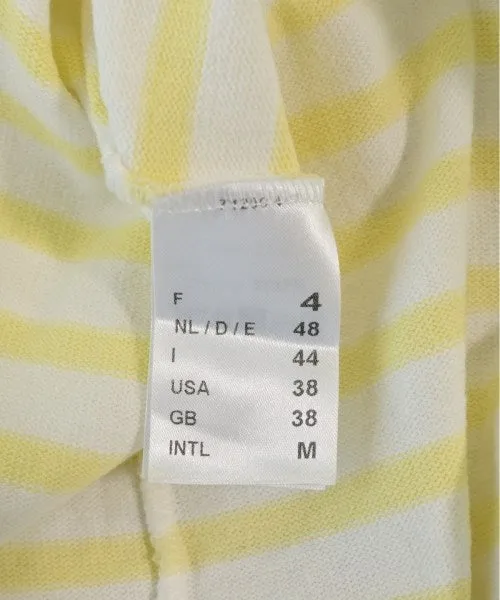 F 4
NL / D / E 48
I 44
USA 38
GB 38
INTL M